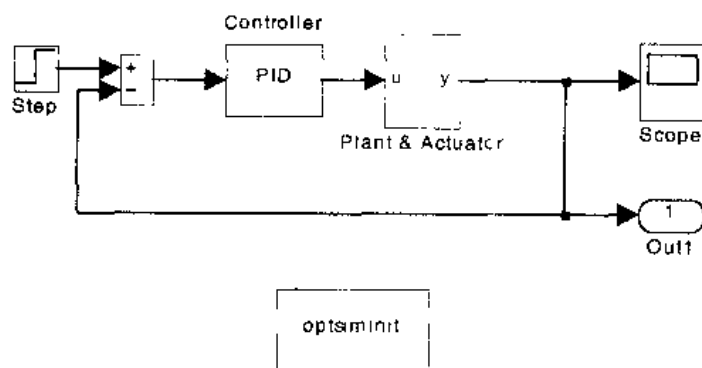 Controller
+
−
PID
u
y
Step
Plant & Actuator
Scope
1
Out1
optsiminit